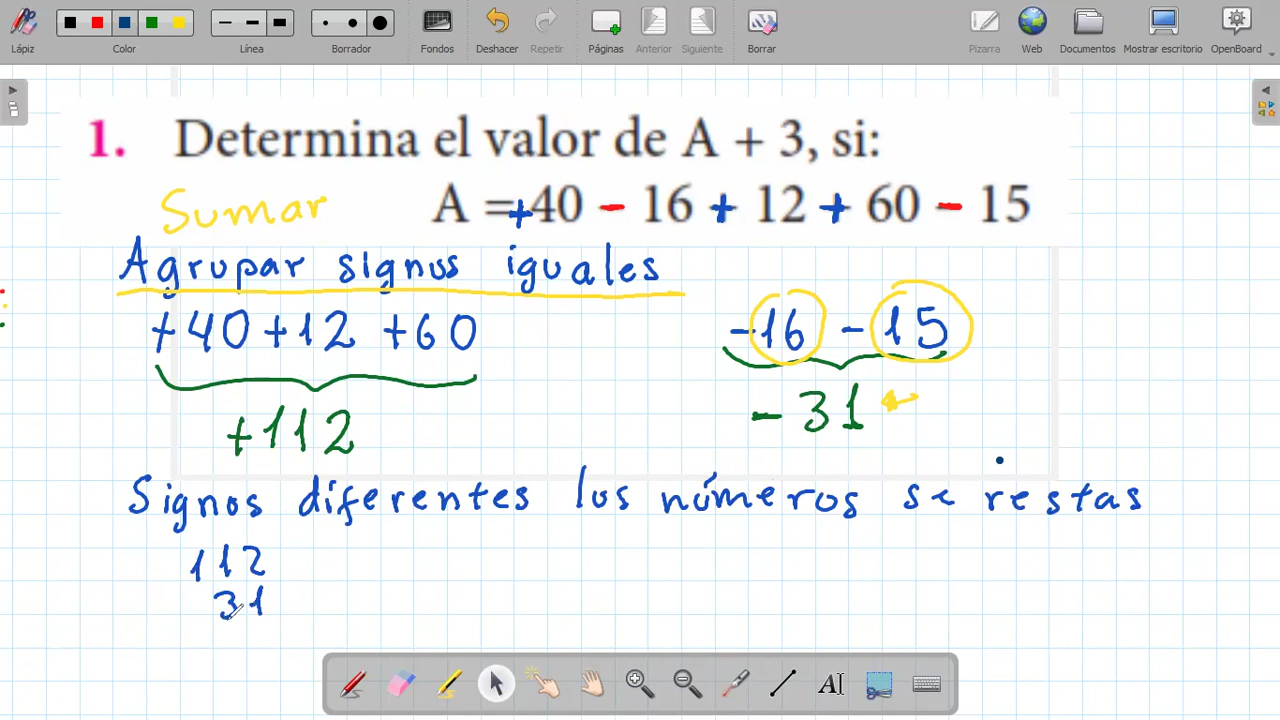 Lápiz Color Línea Borrador Fondos Deshacer Repetir Páginas Anterior Siguiente Borrar Pizarra Web Documentos Mostrar escritorio OpenBoard
1. Determina el valor de A + 3, si:
Sumar A = +40 - 16 + 12 + 60 - 15
Agrupar signos iguales
+40 +12 +60 -16 - 15
+112 - 31
Signos diferentes los números se restas
112
31